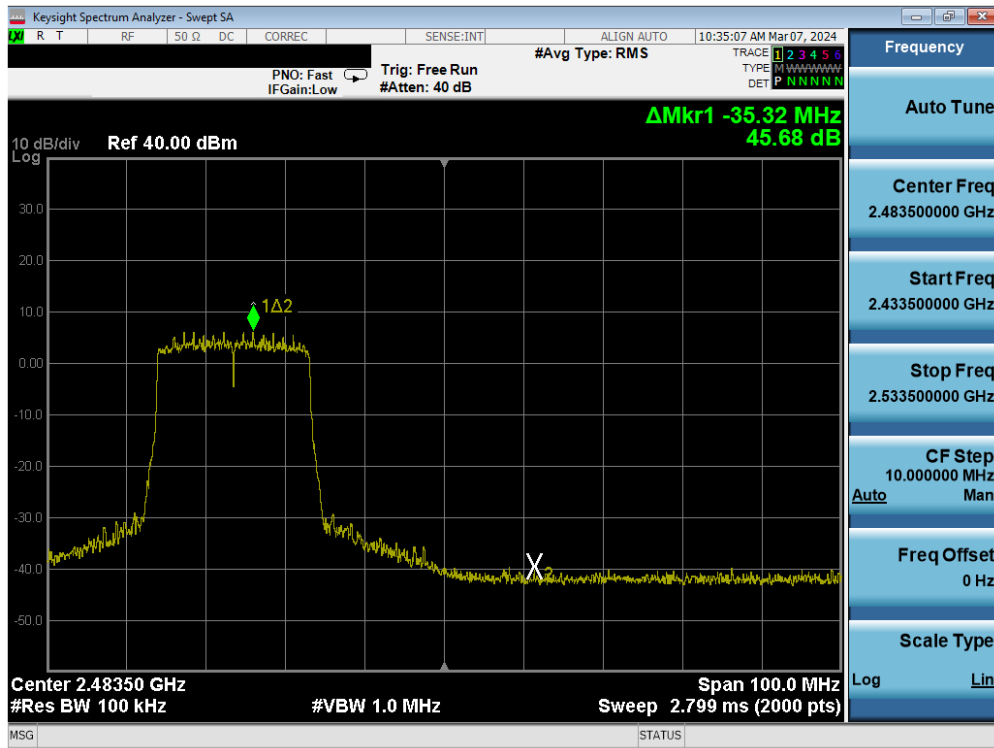 Keysight Spectrum Analyzer - Swept SA
LXI R T RF 50 Ω DC CORREC SENSE:INT ALIGN AUTO 10:35:07 AM Mar 07, 2024
#Avg Type: RMS
TRACE 1 2 3 4 5 6
TYPE M W W W W W
DET P N N N N N
PNO: Fast Trig: Free Run
IFGain:Low #Atten: 40 dB
ΔMkr1 -35.32 MHz
45.68 dB
10 dB/div Ref 40.00 dBm
Log
30.0
20.0
10.0
0.00
-10.0
-20.0
-30.0
-40.0
-50.0
1Δ2
X2
Center 2.48350 GHz Span 100.0 MHz
#Res BW 100 kHz #VBW 1.0 MHz Sweep 2.799 ms (2000 pts)
MSG STATUS
Frequency
Auto Tune
Center Freq
2.483500000 GHz
Start Freq
2.433500000 GHz
Stop Freq
2.533500000 GHz
CF Step
10.000000 MHz
Auto Man
Freq Offset
0 Hz
Scale Type
Log Lin